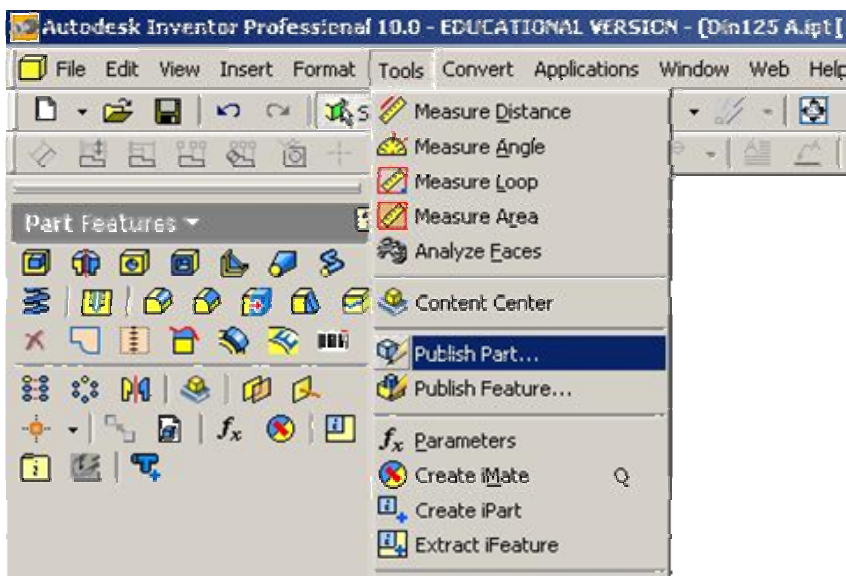 Autodesk Inventor Professional 10.0 - EDUCATIONAL VERSION - [Din125 A.ipt [
File Edit View Insert Format Tools Convert Applications Window Web Help
S
Measure Distance
Measure Angle
Measure Loop
Part Features
Measure Area
Analyze Faces
Content Center
Publish Part...
Publish Feature...
fx
fx Parameters
Create iMate Q
Create iPart
Extract iFeature